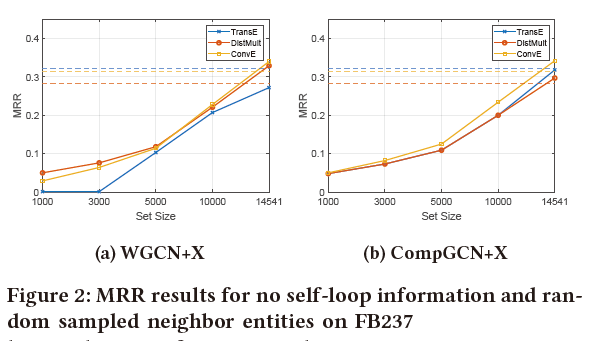 0.4
0.3
0.2
0.1
0
MRR
TransE
DistMult
ConvE
1000 3000 5000 10000 14541
Set Size
(a) WGCN+X
0.4
0.3
0.2
0.1
0
MRR
TransE
DistMult
ConvE
1000 3000 5000 10000 14541
Set Size
(b) CompGCN+X
Figure 2: MRR results for no self-loop information and ran-
dom sampled neighbor entities on FB237